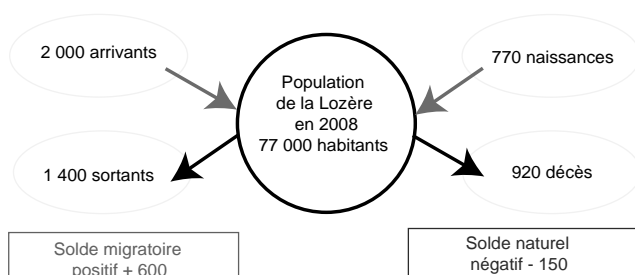 2 000 arrivants
770 naissances
Population
de la Lozère
en 2008
77 000 habitants
1 400 sortants
920 décès
Solde migratoire
positif + 600
Solde naturel
négatif - 150